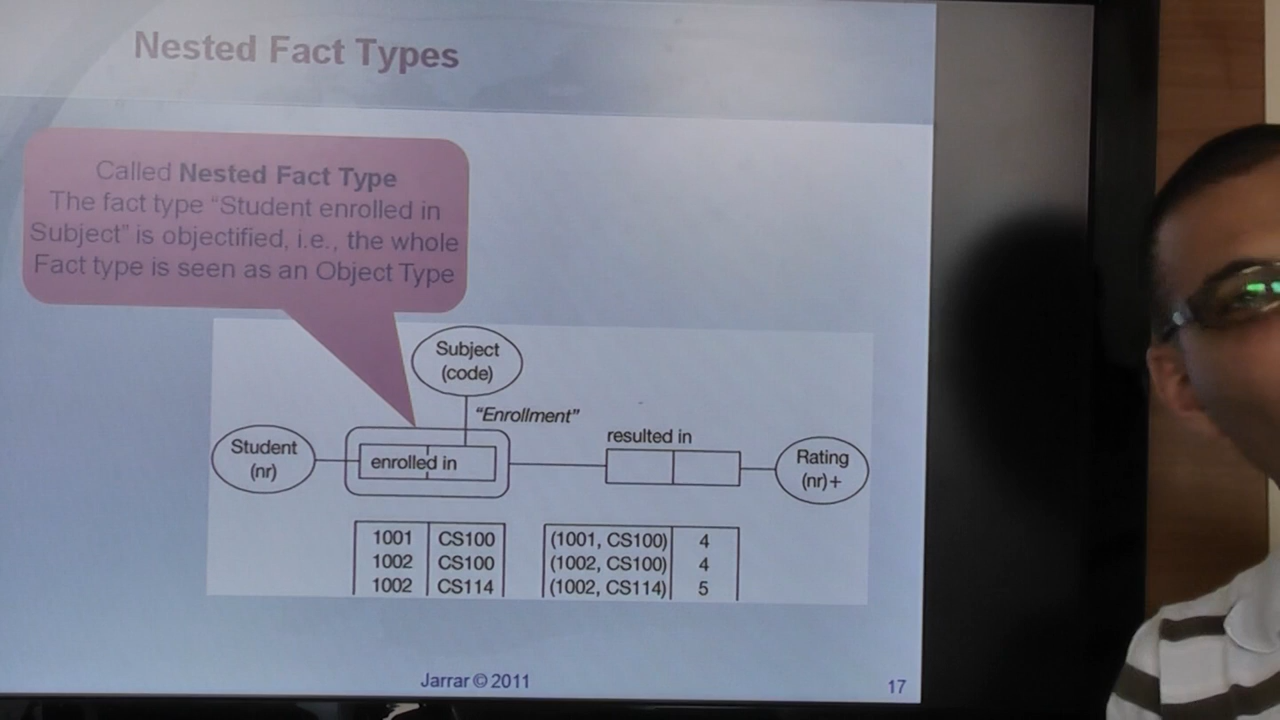 Nested Fact Types
Called Nested Fact Type
The fact type “Student enrolled in
Subject” is objectified, i.e., the whole
Fact type is seen as an Object Type
Subject
(code)
“Enrollment”
Student
(nr)
enrolled in
resulted in
Rating
(nr)+
1001 CS100
1002 CS100
1002 CS114
(1001, CS100) 4
(1002, CS100) 4
(1002, CS114) 5
Jarrar © 2011
17